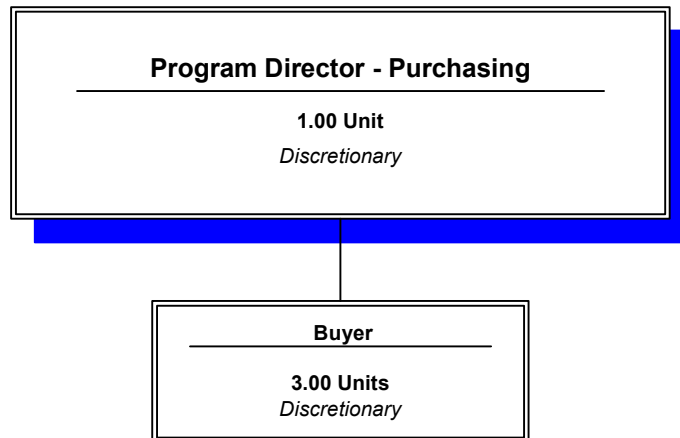 Program Director - Purchasing
1.00 Unit
Discretionary
Buyer
3.00 Units
Discretionary